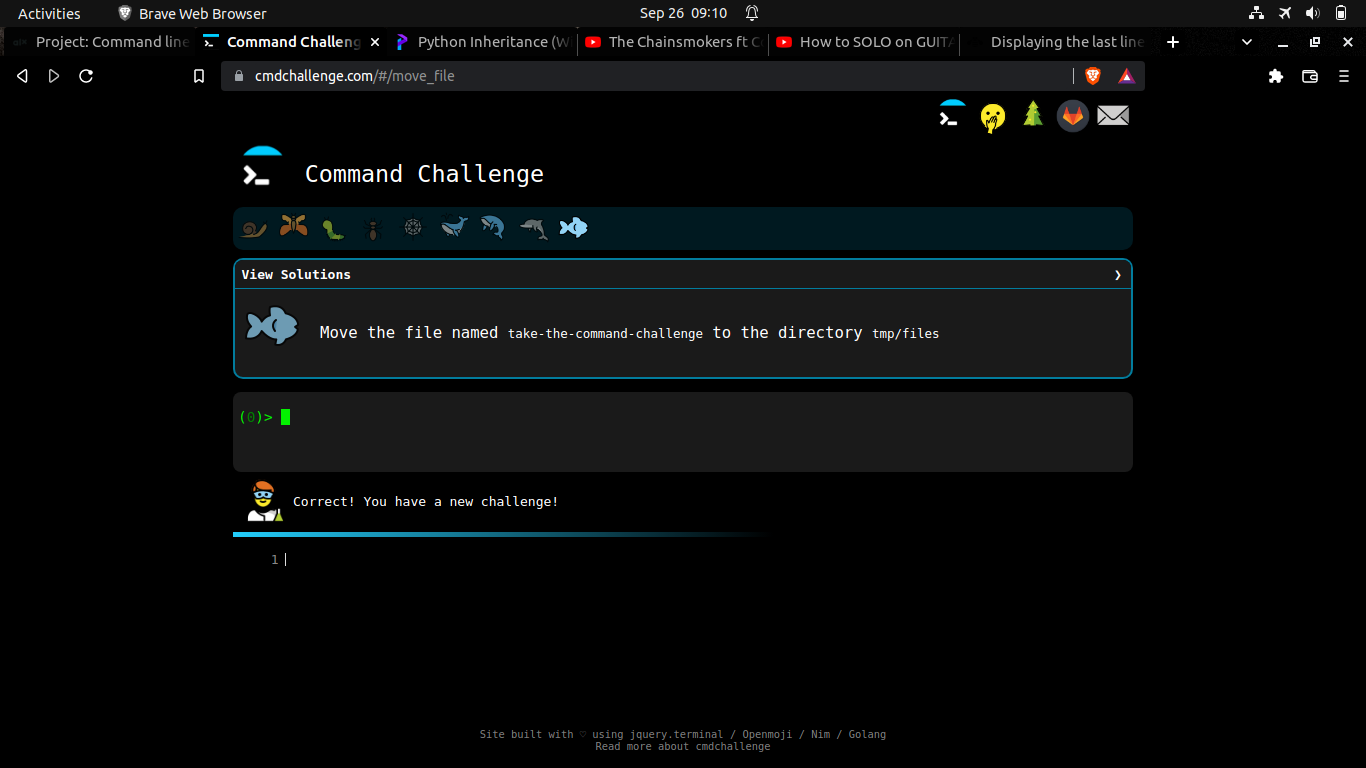 Activities Brave Web Browser Sep 26 09:10
Project: Command line Command Challeng Python Inheritance (W The Chainsmokers ft C How to SOLO on GUITA Displaying the last line
cmdchallenge.com/#/move_file
Command Challenge
View Solutions
Move the file named take-the-command-challenge to the directory tmp/files
(0)>
Correct! You have a new challenge!
1
Site built with ♡ using jquery.terminal / Openmoji / Nim / Golang
Read more about cmdchallenge